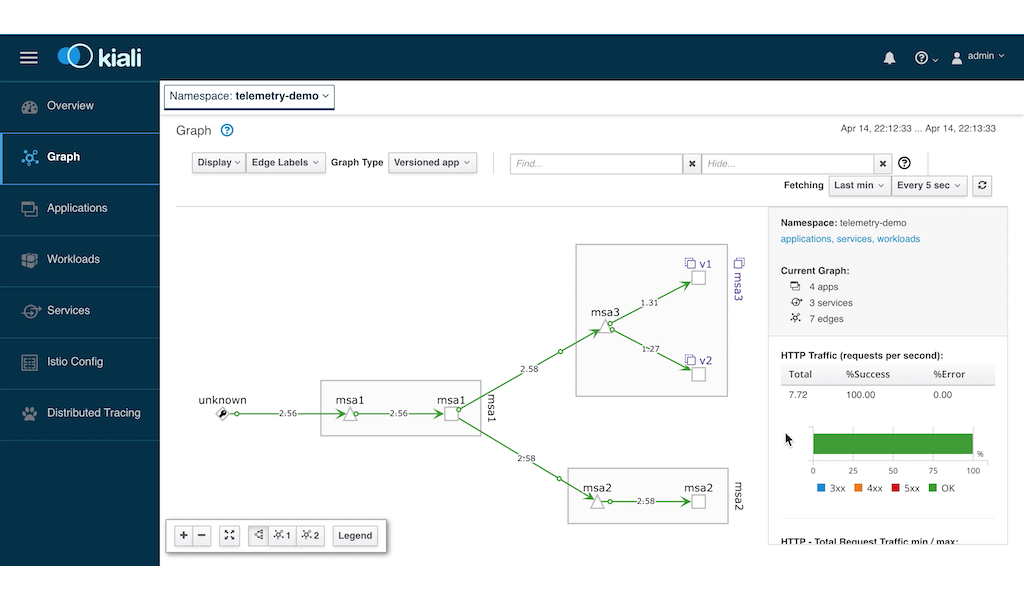 kiali
admin
Overview
Graph
Applications
Workloads
Services
Istio Config
Distributed Tracing
Namespace: telemetry-demo
Graph
Apr 14, 22:12:33 ... Apr 14, 22:13:33
Display
Edge Labels
Graph Type
Versioned app
Find...
Hide...
Fetching
Last min
Every 5 sec
v1
msa3
msa3
1.31
1.27
v2
2.58
unknown
2.56
msa1
2.56
msa1
msa1
2.58
msa2
2.58
msa2
msa2
1
2
Legend
Namespace: telemetry-demo
applications, services, workloads
Current Graph:
4 apps
3 services
7 edges
HTTP Traffic (requests per second):
Total %Success %Error
7.72 100.00 0.00
%
0 25 50 75 100
3xx 4xx 5xx OK
HTTP - Total Request Traffic min / max: